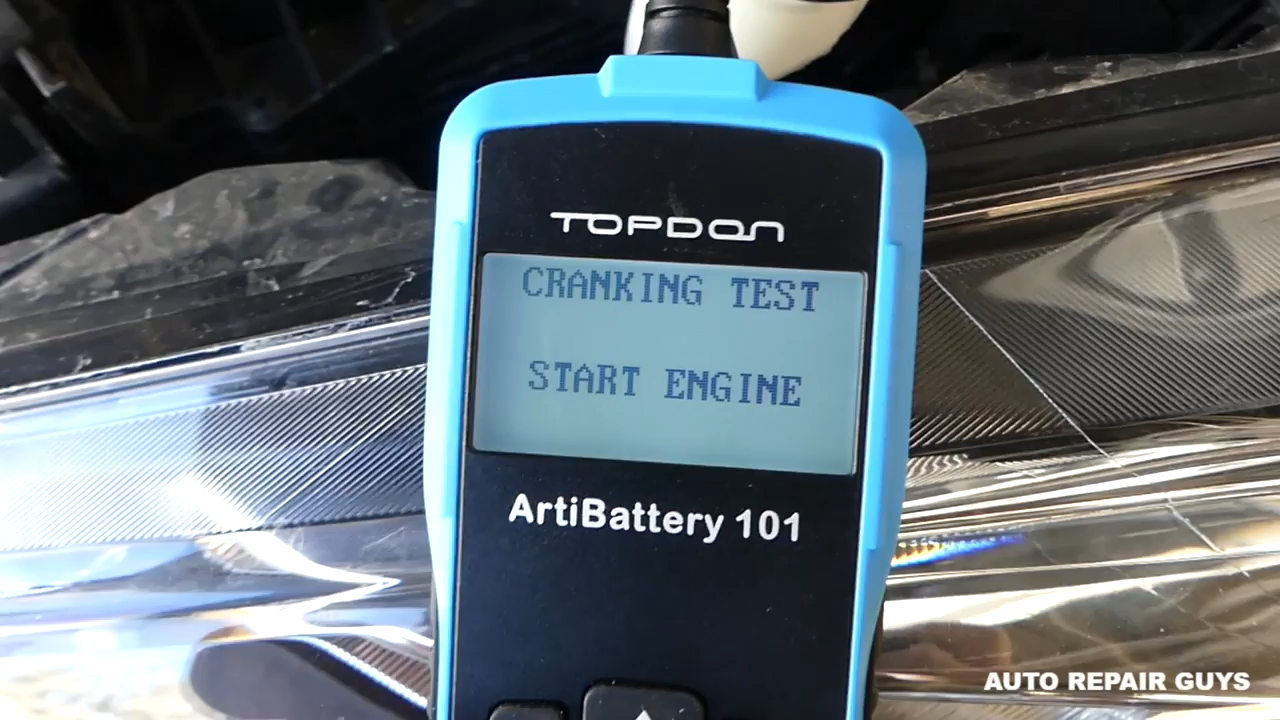 TOPDON
CRANKING TEST
START ENGINE
ArtiBattery 101
AUTO REPAIR GUYS